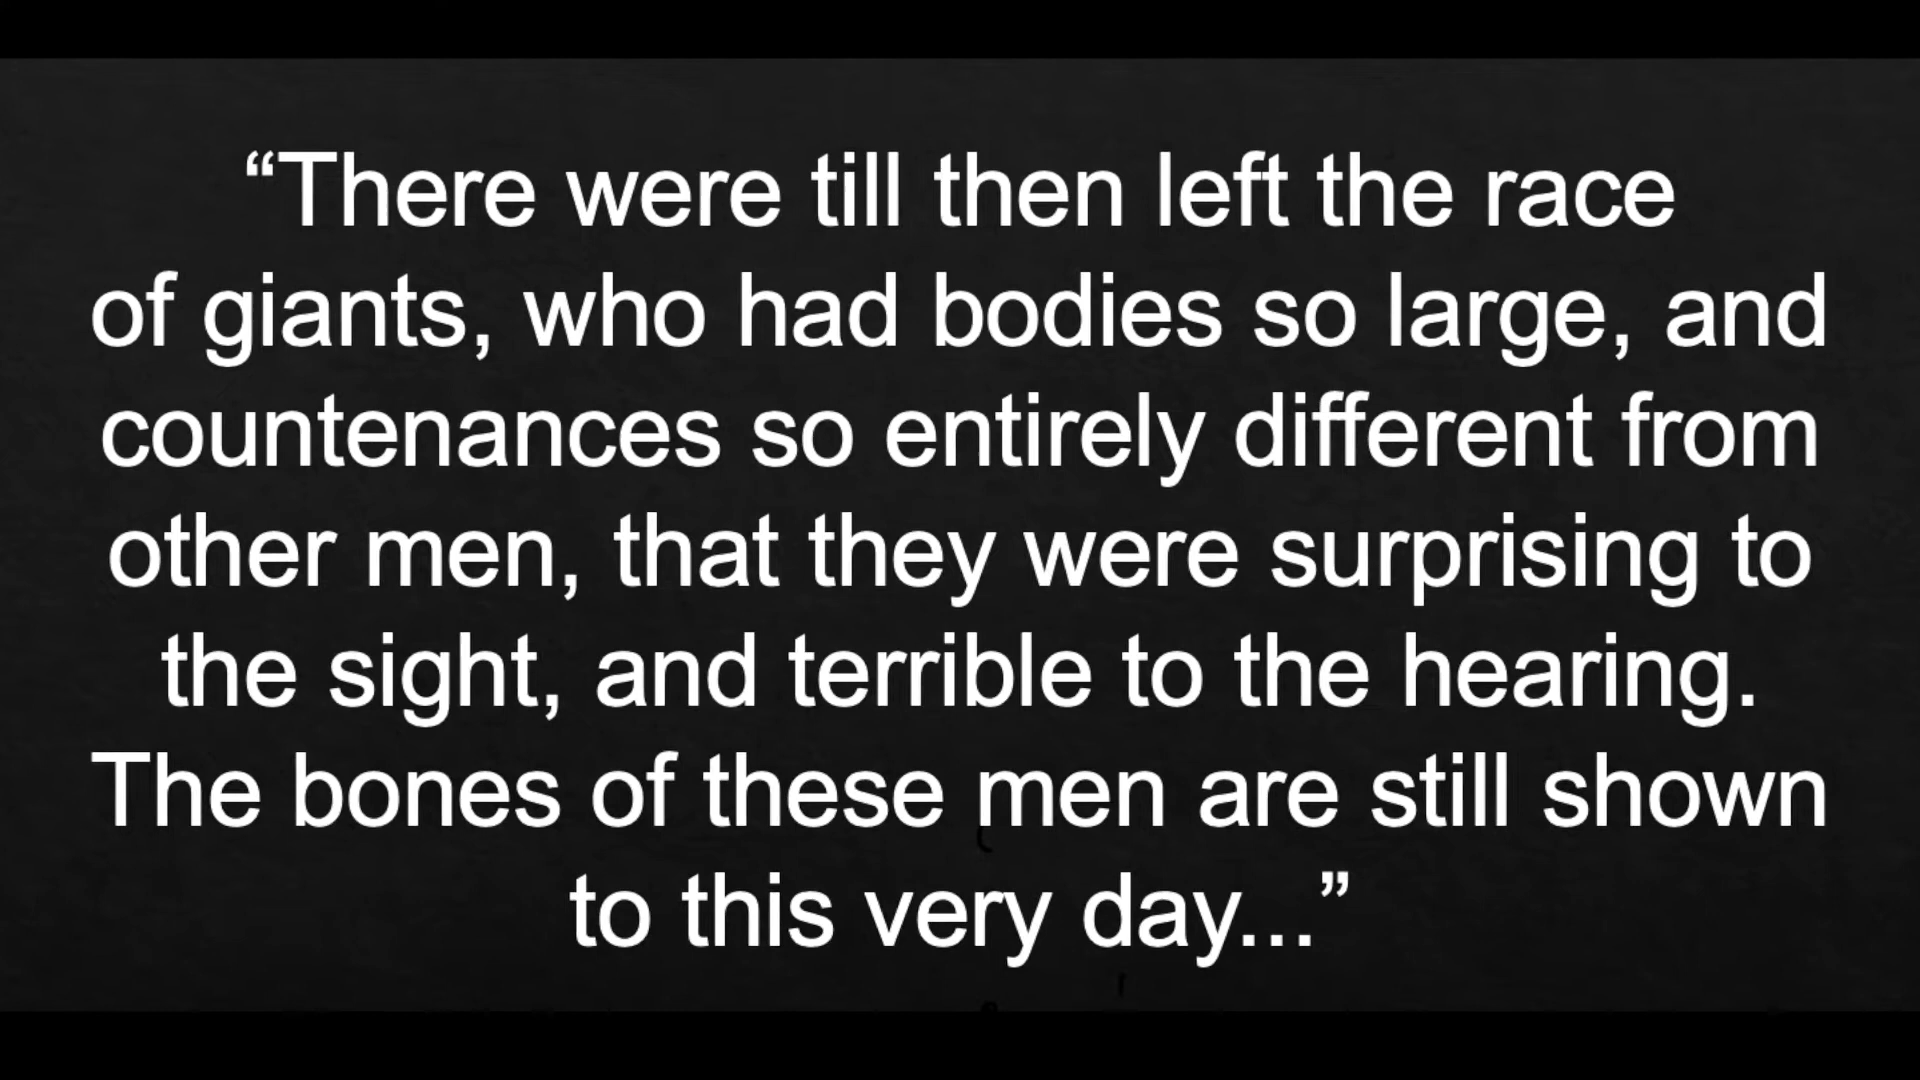 “There were till then left the race
of giants, who had bodies so large, and
countenances so entirely different from
other men, that they were surprising to
the sight, and terrible to the hearing.
The bones of these men are still shown
to this very day...”